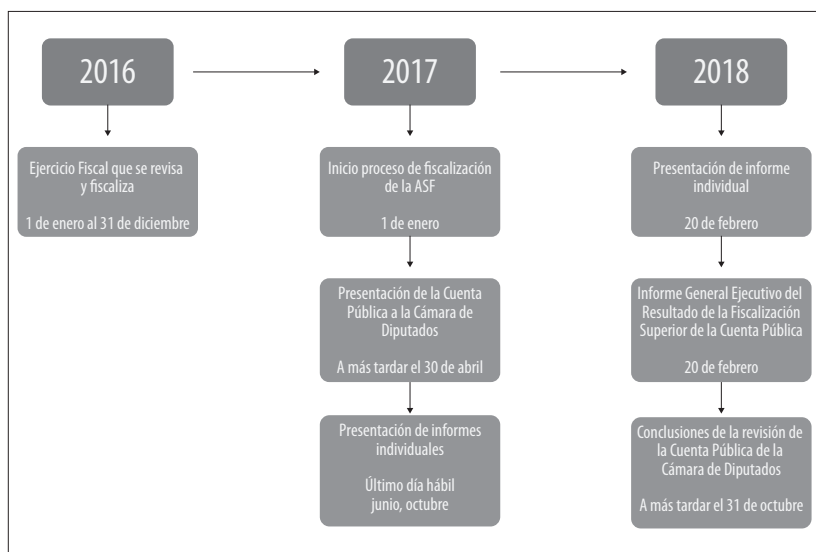 2016
2017
2018
Ejercicio Fiscal que se revisa
y fiscaliza
1 de enero al 31 de diciembre
Inicio proceso de fiscalización
de la ASF
1 de enero
Presentación de informe
individual
20 de febrero
Presentación de la Cuenta
Pública a la Cámara de
Diputados
A más tardar el 30 de abril
Informe General Ejecutivo del
Resultado de la Fiscalización
Superior de la Cuenta Pública
20 de febrero
Presentación de informes
individuales
Último día hábil
junio, octubre
Conclusiones de la revisión de
la Cuenta Pública de la
Cámara de Diputados
A más tardar el 31 de octubre